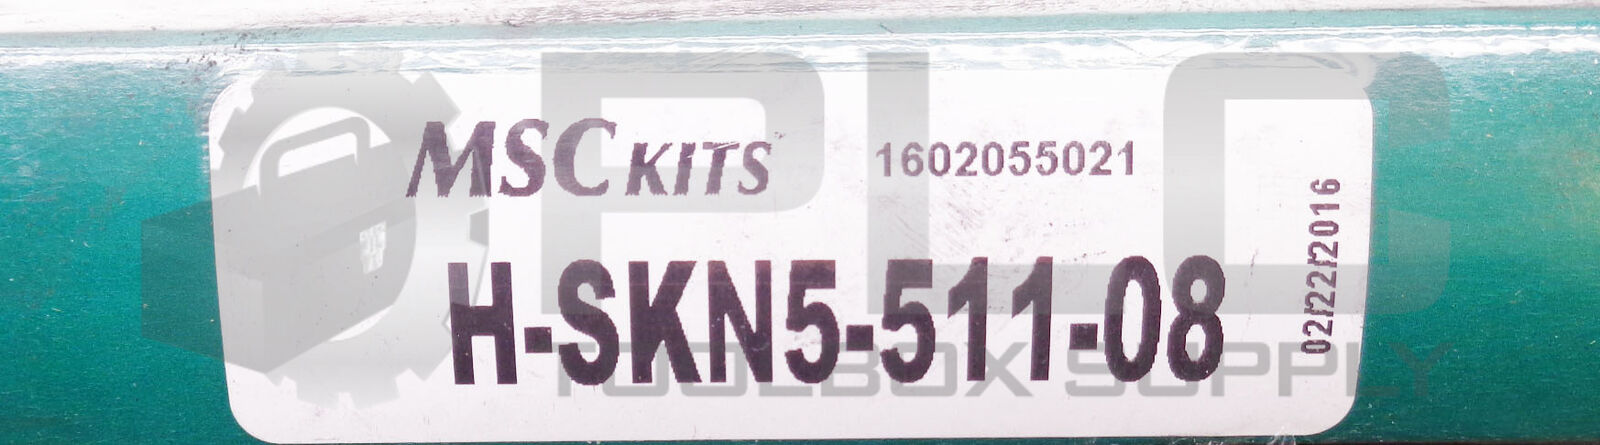 MSC KITS 1602055021
H-SKN5-511-08
02/22/2016
PLC
TOOLBOX SUPPLY